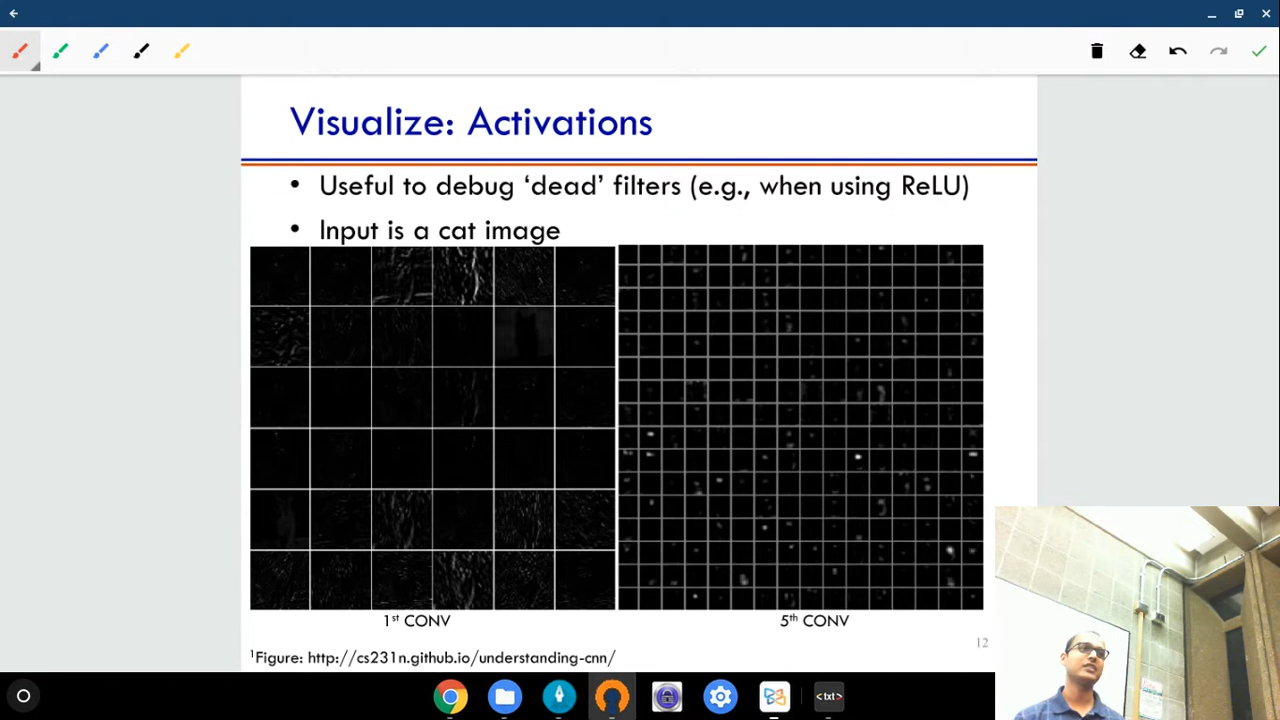 Visualize: Activations
• Useful to debug ‘dead’ filters (e.g., when using ReLU)
• Input is a cat image
1st CONV
5th CONV
12
1Figure: http://cs231n.github.io/understanding-cnn/
<txt>